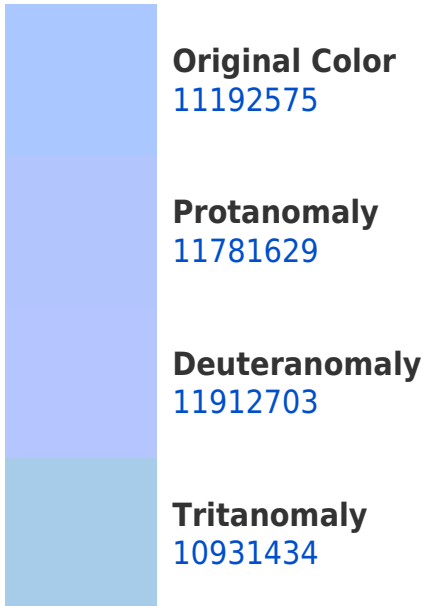 Original Color
11192575
Protanomaly
11781629
Deuteranomaly
11912703
Tritanomaly
10931434